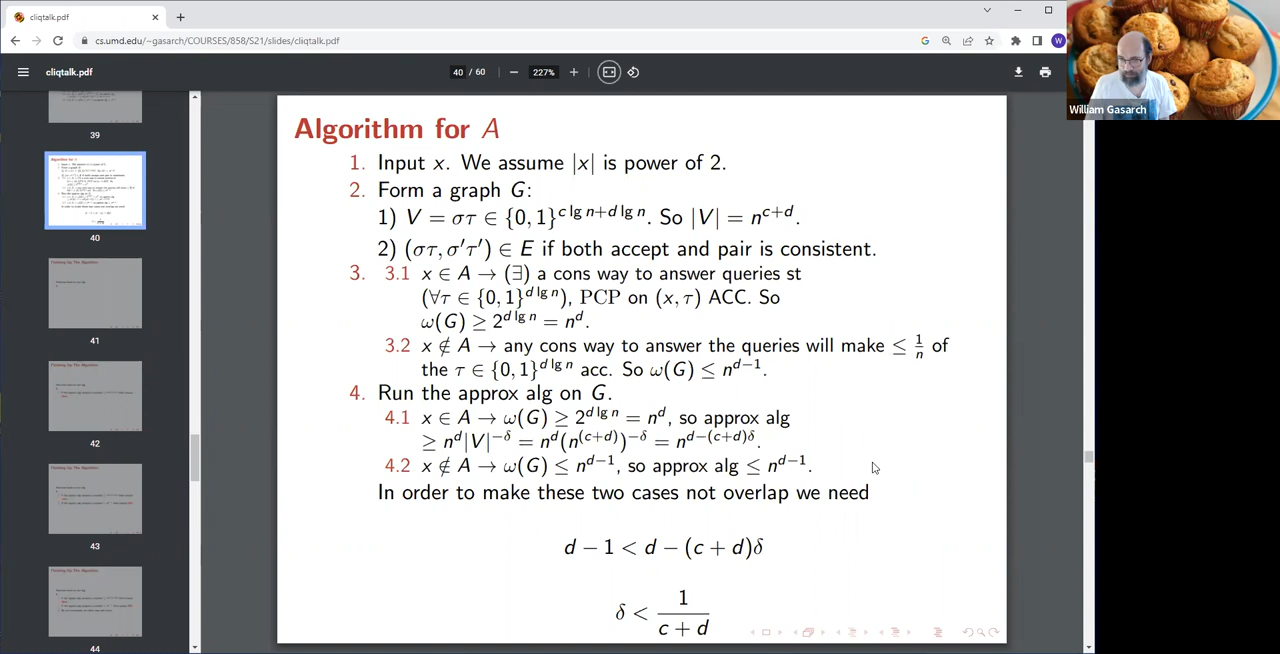 cliqtalk.pdf
cs.umd.edu/~gasarch/COURSES/858/S21/slides/cliqtalk.pdf
W
cliqtalk.pdf
40 / 60
227%
William Gasarch
39
40
41
42
43
44
Algorithm for A
1. Input x. We assume |x| is power of 2.
2. Form a graph G:
1) V = στ ∈ {0, 1}^{c lg n+d lg n}. So |V| = n^{c+d}.
2) (στ, σ′τ′) ∈ E if both accept and pair is consistent.
3. 3.1 x ∈ A → (∃) a cons way to answer queries st
(∀τ ∈ {0, 1}^{d lg n}), PCP on (x, τ) ACC. So
ω(G) ≥ 2^{d lg n} = n^d.
3.2 x ∉ A → any cons way to answer the queries will make ≤ 1/n of
the τ ∈ {0, 1}^{d lg n} acc. So ω(G) ≤ n^{d−1}.
4. Run the approx alg on G.
4.1 x ∈ A → ω(G) ≥ 2^{d lg n} = n^d, so approx alg
≥ n^d|V|^{−δ} = n^d(n^{(c+d)})^{−δ} = n^{d−(c+d)δ}.
4.2 x ∉ A → ω(G) ≤ n^{d−1}, so approx alg ≤ n^{d−1}.
In order to make these two cases not overlap we need
d − 1 < d − (c + d)δ
δ < 1/(c + d)